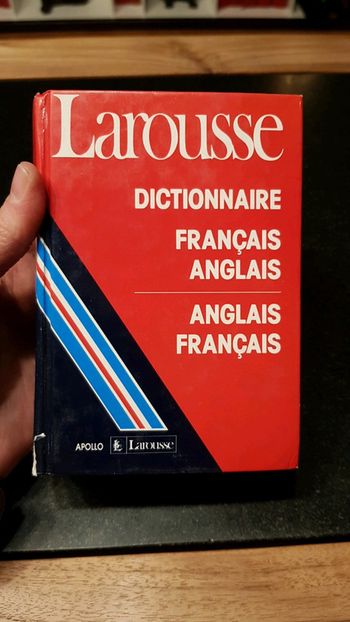 Larousse
DICTIONNAIRE
FRANÇAIS
ANGLAIS
ANGLAIS
FRANÇAIS
APOLLO Larousse